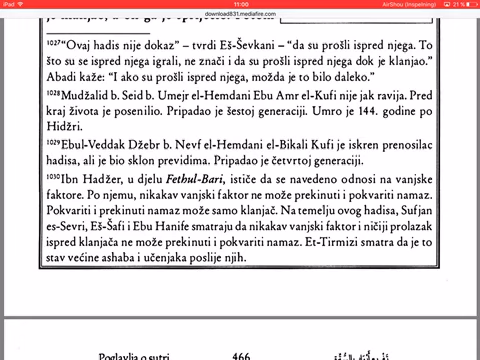 iPad
11:00
AirShou (Inspelning)
21 %
download831.mediafire.com
1027“Ovaj hadis nije dokaz” – tvrdi Eš-Ševkani – “da su prošli ispred njega. To
što su se ispred njega igrali, ne znači i da su prošli ispred njega dok je klanjao.”
Abadi kaže: “I ako su prošli ispred njega, možda je to bilo daleko.”
1028Mudžalid b. Seid b. Umejr el-Hemdani Ebu Amr el-Kufi nije jak ravija. Pred
kraj života je posenilio. Pripadao je šestoj generaciji. Umro je 144. godine po
Hidžri.
1029Ebul-Veddak Džebr b. Nevf el-Hemdani el-Bikali Kufi je iskren prenosilac
hadisa, ali je bio sklon previdima. Pripadao je četvrtoj generaciji.
1030Ibn Hadžer, u djelu Fethul-Bari, ističe da se navedeno odnosi na vanjske
faktore. Po njemu, nikakav vanjski faktor ne može prekinuti i pokvariti namaz.
Pokvariti i prekinuti namaz može samo klanjač. Na temelju ovog hadisa, Sufjan
es-Sevri, Eš-Šafi i Ebu Hanife smatraju da nikakav vanjski faktor i ničiji prolazak
ispred klanjača ne može prekinuti i pokvariti namaz. Et-Tirmizi smatra da je to
stav većine ashaba i učenjaka poslije njih.
Poglavlja o sutri
466